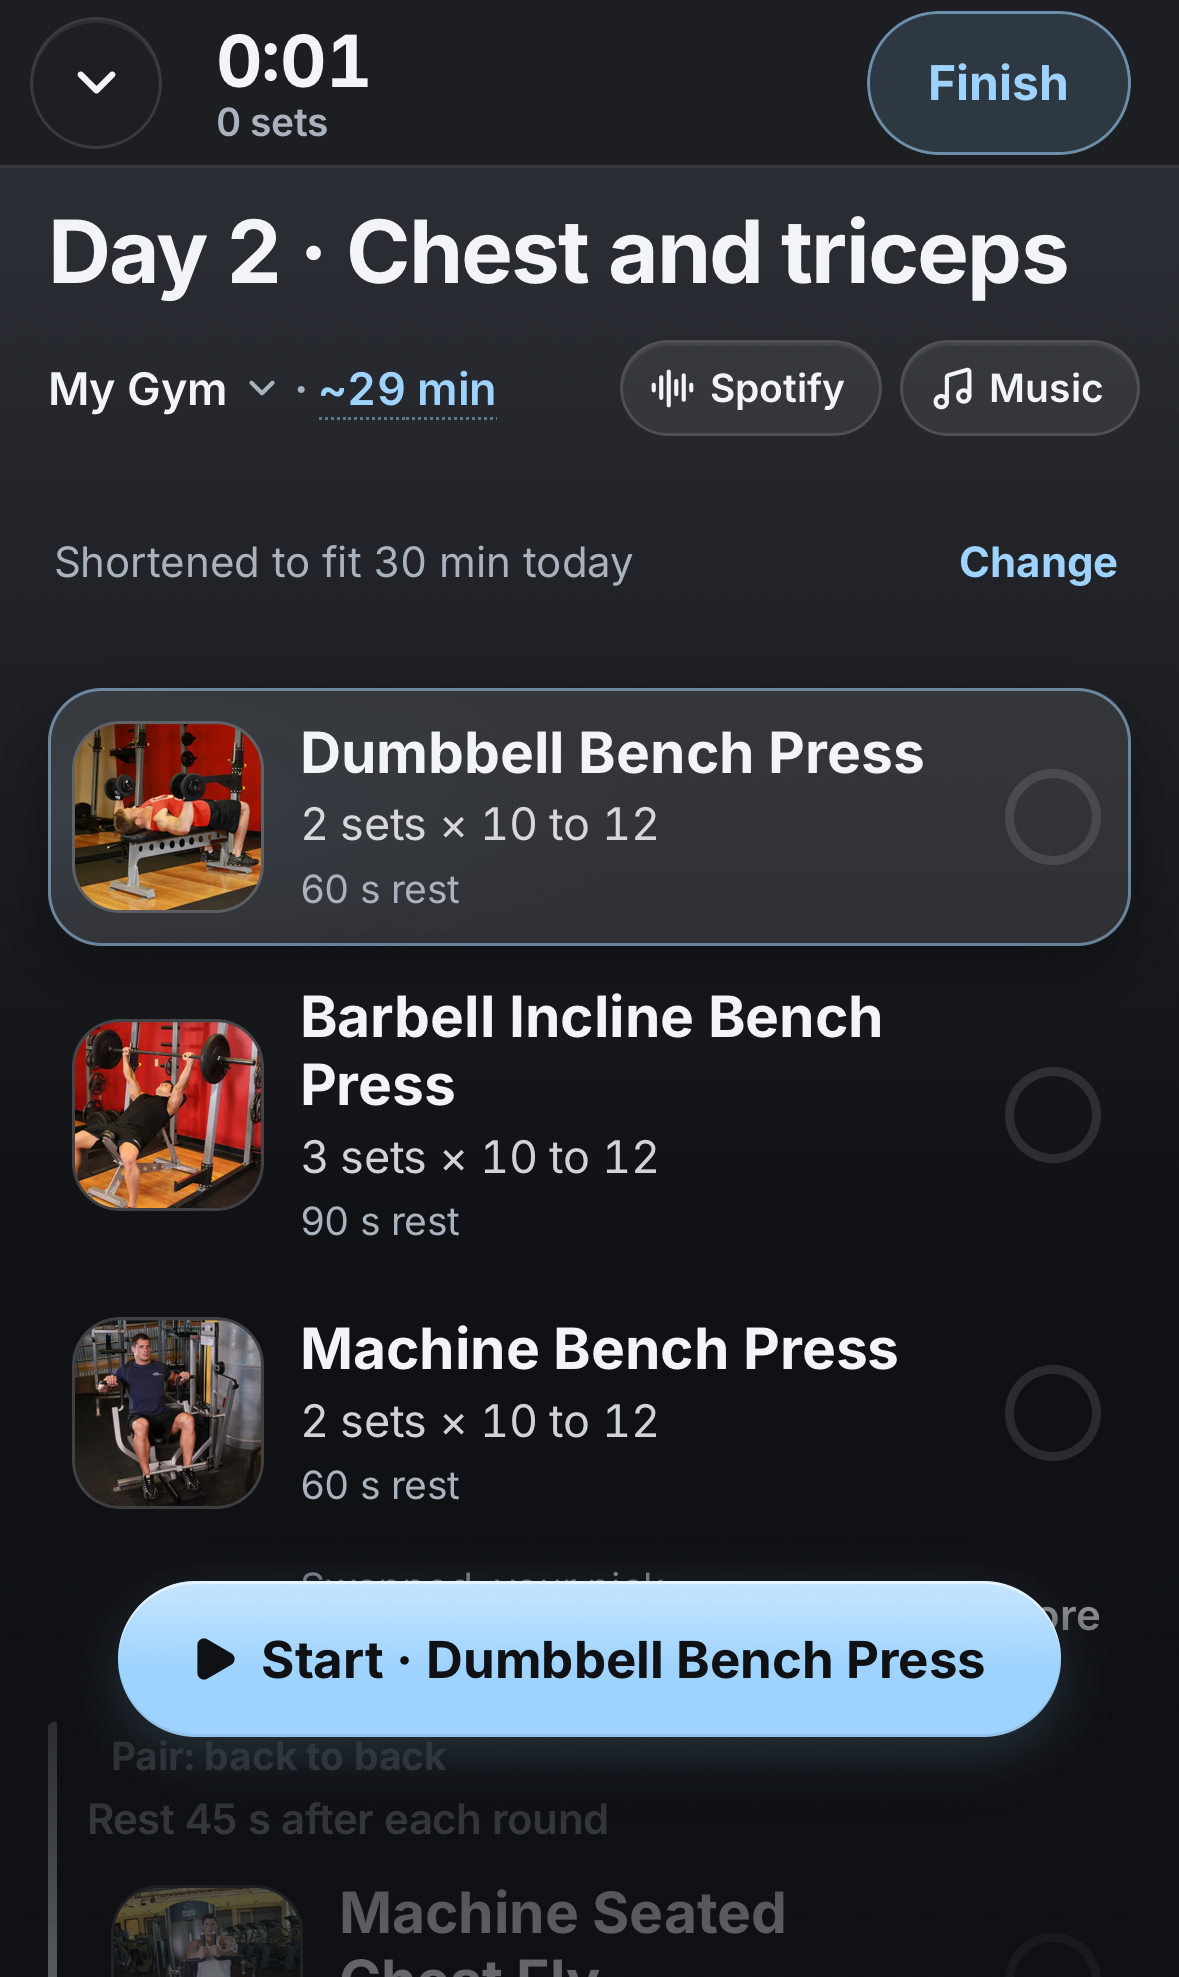 0:01
0 sets
Finish
Day 2 · Chest and triceps
My Gym · ~29 min
Spotify
Music
Shortened to fit 30 min today
Change
Dumbbell Bench Press
2 sets × 10 to 12
60 s rest
Barbell Incline Bench
Press
3 sets × 10 to 12
90 s rest
Machine Bench Press
2 sets × 10 to 12
60 s rest
Start · Dumbbell Bench Press
Pair: back to back
Rest 45 s after each round
Machine Seated
Chest Fly